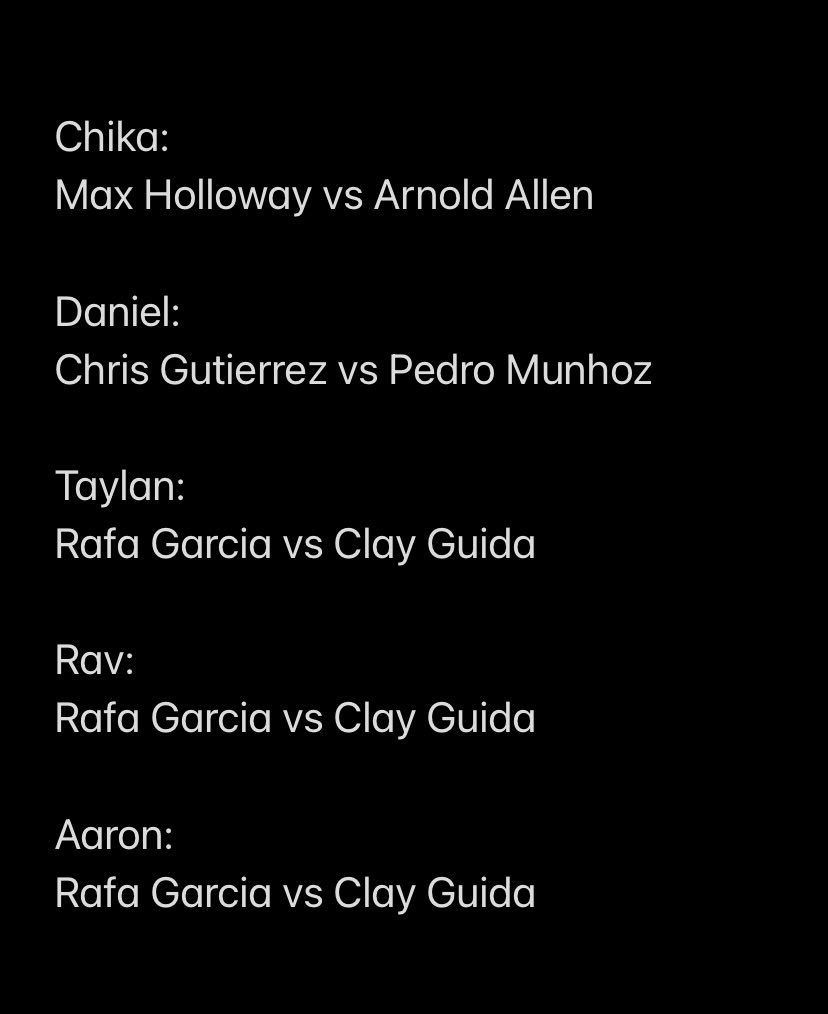 Chika:
Max Holloway vs Arnold Allen
Daniel:
Chris Gutierrez vs Pedro Munhoz
Taylan:
Rafa Garcia vs Clay Guida
Rav:
Rafa Garcia vs Clay Guida
Aaron:
Rafa Garcia vs Clay Guida